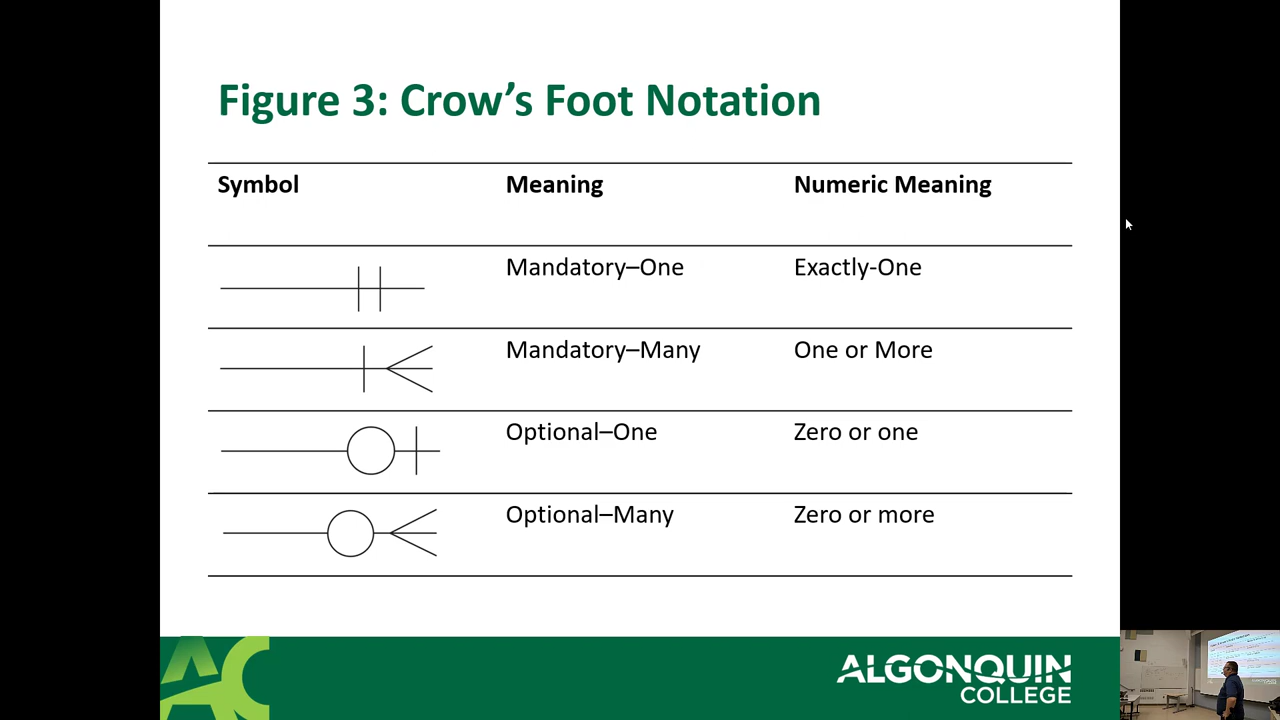 Figure 3: Crow’s Foot Notation
Symbol Meaning Numeric Meaning
Mandatory–One Exactly-One
Mandatory–Many One or More
Optional–One Zero or one
Optional–Many Zero or more
AC
ALGONQUIN
COLLEGE